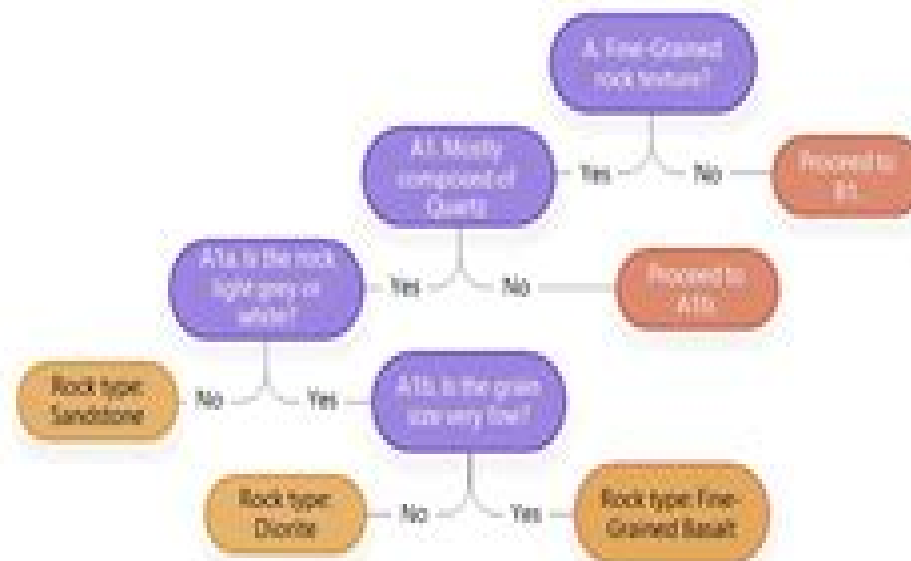 A. Fine-Grained
rock texture?
A1. Mostly
compond of
Quartz
Yes
No
Proceed to
B1.
A1a. Is the rock
light grey or
white?
Yes
No
Proceed to
A1b.
Rock type:
Sandstone
No
Yes
A1b. Is the grain
size very fine?
Rock type:
Diorite
No
Yes
Rock type: Fine-
Grained Basalt